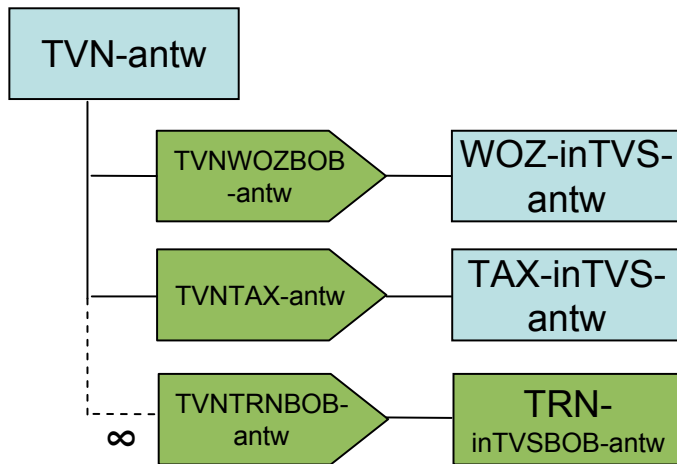 TVN-antw
TVNWOZBOB
-antw
WOZ-inTVS-
antw
TVNTAX-antw
TAX-inTVS-
antw
TVNTRNBOB-
antw
TRN-
inTVSBOB-antw
∞